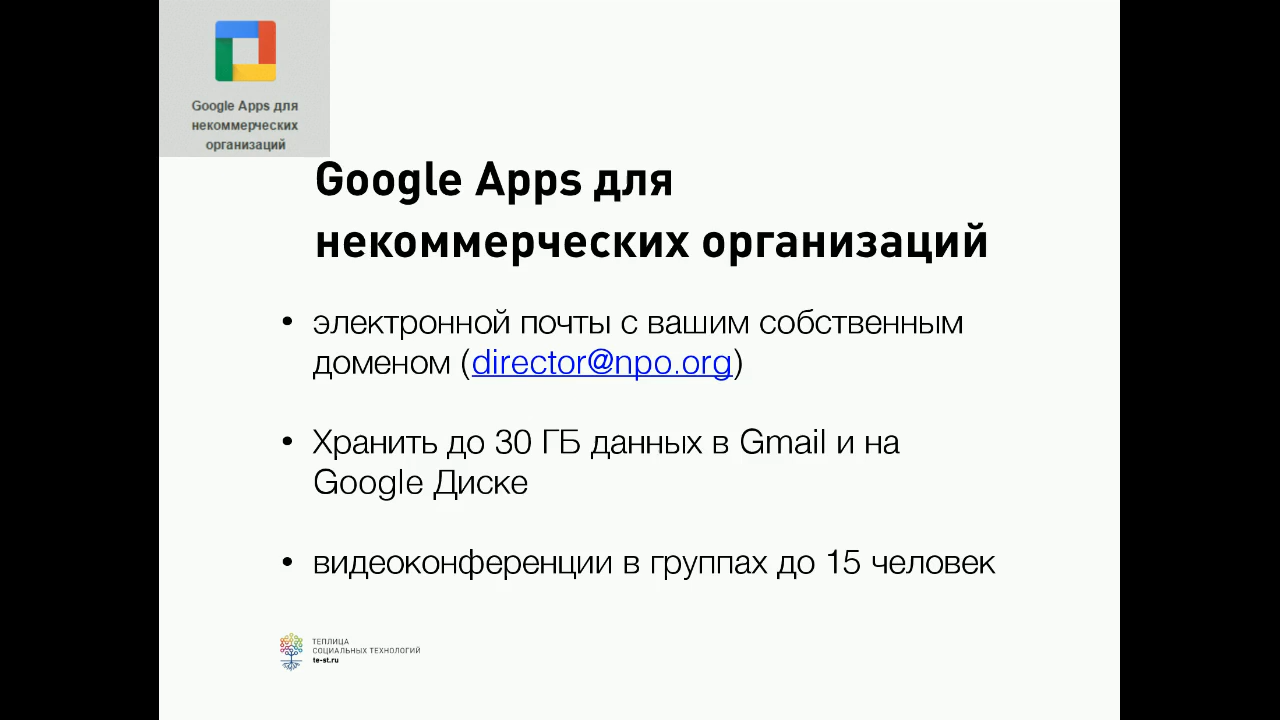 Google Apps для
некоммерческих
организаций
Google Apps для
некоммерческих организаций
• электронной почты с вашим собственным
доменом (director@npo.org)
• Хранить до 30 ГБ данных в Gmail и на
Google Диске
• видеоконференции в группах до 15 человек
ТЕПЛИЦА
СОЦИАЛЬНЫХ ТЕХНОЛОГИЙ
te-st.ru